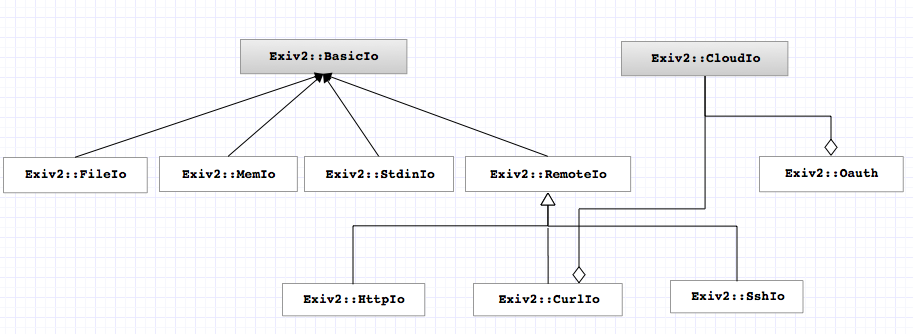 Exiv2::BasicIo
Exiv2::CloudIo
Exiv2::FileIo
Exiv2::MemIo
Exiv2::StdinIo
Exiv2::RemoteIo
Exiv2::Oauth
Exiv2::HttpIo
Exiv2::CurlIo
Exiv2::SshIo